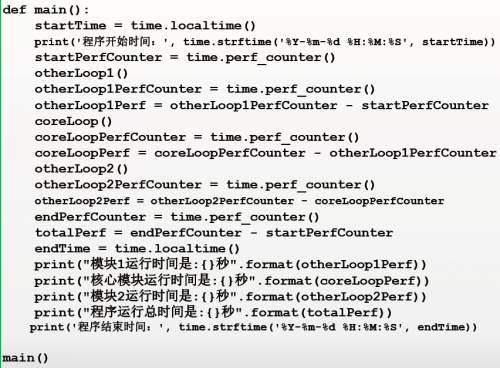 def main():
    startTime = time.localtime()
    print('程序开始时间：', time.strftime('%Y-%m-%d %H:%M:%S', startTime))
    startPerfCounter = time.perf_counter()
    otherLoop1()
    otherLoop1PerfCounter = time.perf_counter()
    otherLoop1Perf = otherLoop1PerfCounter - startPerfCounter
    coreLoop()
    coreLoopPerfCounter = time.perf_counter()
    coreLoopPerf = coreLoopPerfCounter - otherLoop1PerfCounter
    otherLoop2()
    otherLoop2PerfCounter = time.perf_counter()
    otherLoop2Perf = otherLoop2PerfCounter - coreLoopPerfCounter
    endPerfCounter = time.perf_counter()
    totalPerf = endPerfCounter - startPerfCounter
    endTime = time.localtime()
    print("模块1运行时间是:{}秒".format(otherLoop1Perf))
    print("核心模块运行时间是:{}秒".format(coreLoopPerf))
    print("模块2运行时间是:{}秒".format(otherLoop2Perf))
    print("程序运行总时间是:{}秒".format(totalPerf))
    print('程序结束时间：', time.strftime('%Y-%m-%d %H:%M:%S', endTime))
main()